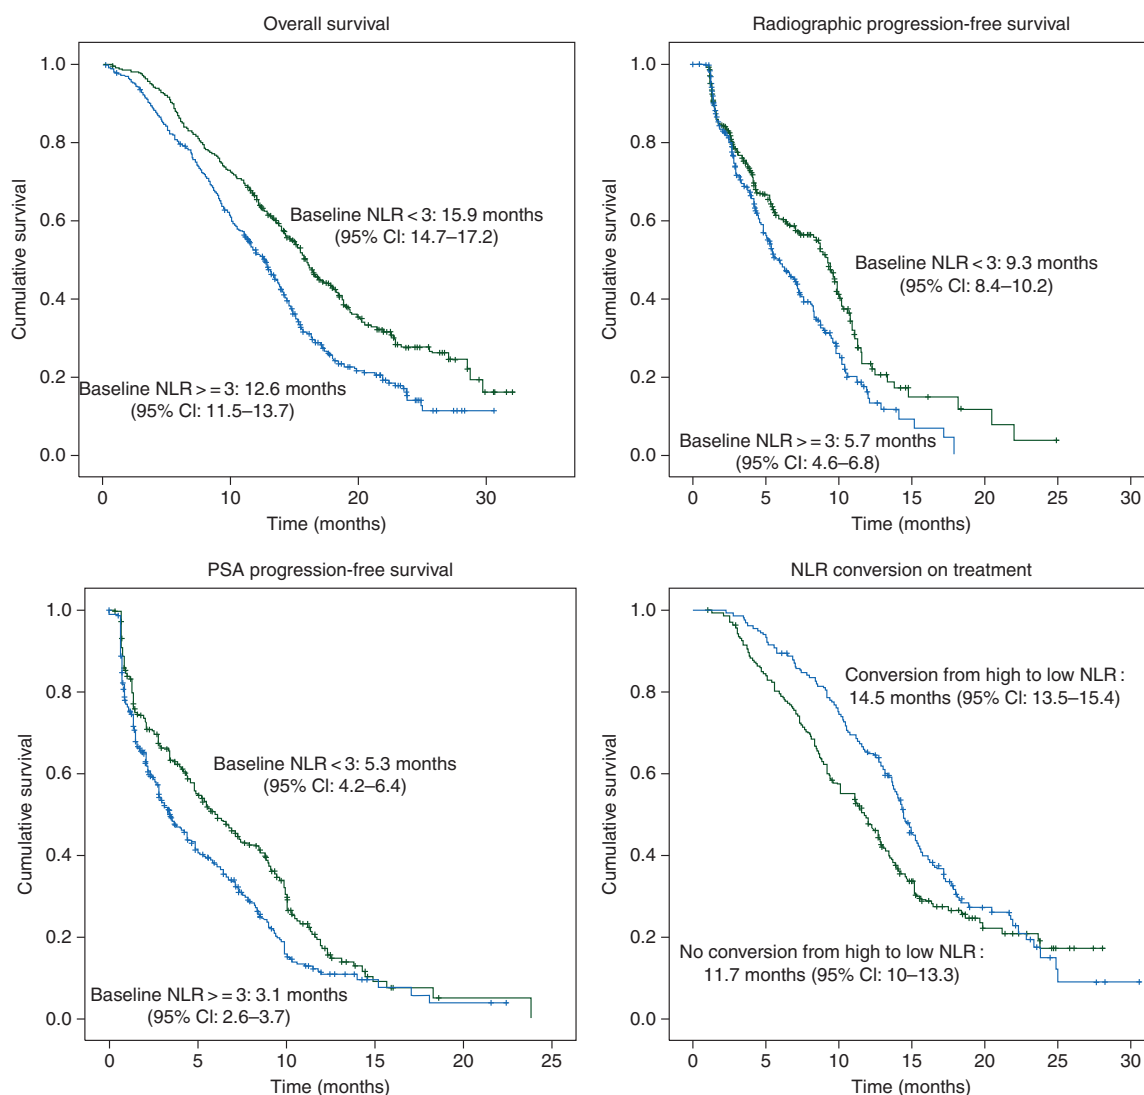 Overall survival
Cumulative survival
1.0
0.8
0.6
0.4
0.2
0.0
Baseline NLR < 3: 15.9 months
(95% CI: 14.7–17.2)
Baseline NLR >= 3: 12.6 months
(95% CI: 11.5–13.7)
0 10 20 30
Time (months)
Radiographic progression-free survival
Cumulative survival
1.0
0.8
0.6
0.4
0.2
0.0
Baseline NLR < 3: 9.3 months
(95% CI: 8.4–10.2)
Baseline NLR >= 3: 5.7 months
(95% CI: 4.6–6.8)
0 5 10 15 20 25 30
Time (months)
PSA progression-free survival
Cumulative survival
1.0
0.8
0.6
0.4
0.2
0.0
Baseline NLR < 3: 5.3 months
(95% CI: 4.2–6.4)
Baseline NLR >= 3: 3.1 months
(95% CI: 2.6–3.7)
0 5 10 15 20 25
Time (months)
NLR conversion on treatment
Cumulative survival
1.0
0.8
0.6
0.4
0.2
0.0
Conversion from high to low NLR :
14.5 months (95% CI: 13.5–15.4)
No conversion from high to low NLR :
11.7 months (95% CI: 10–13.3)
0 5 10 15 20 25 30
Time (months)